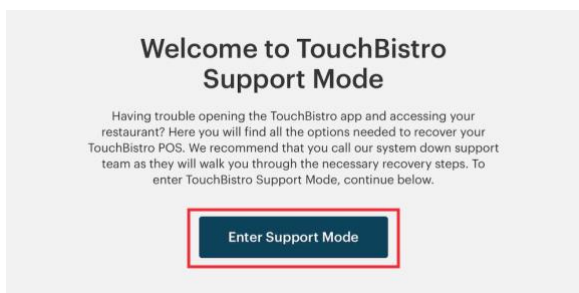 Welcome to TouchBistro
Support Mode
Having trouble opening the TouchBistro app and accessing your
restaurant? Here you will find all the options needed to recover your
TouchBistro POS. We recommend that you call our system down support
team as they will walk you through the necessary recovery steps. To
enter TouchBistro Support Mode, continue below.
Enter Support Mode